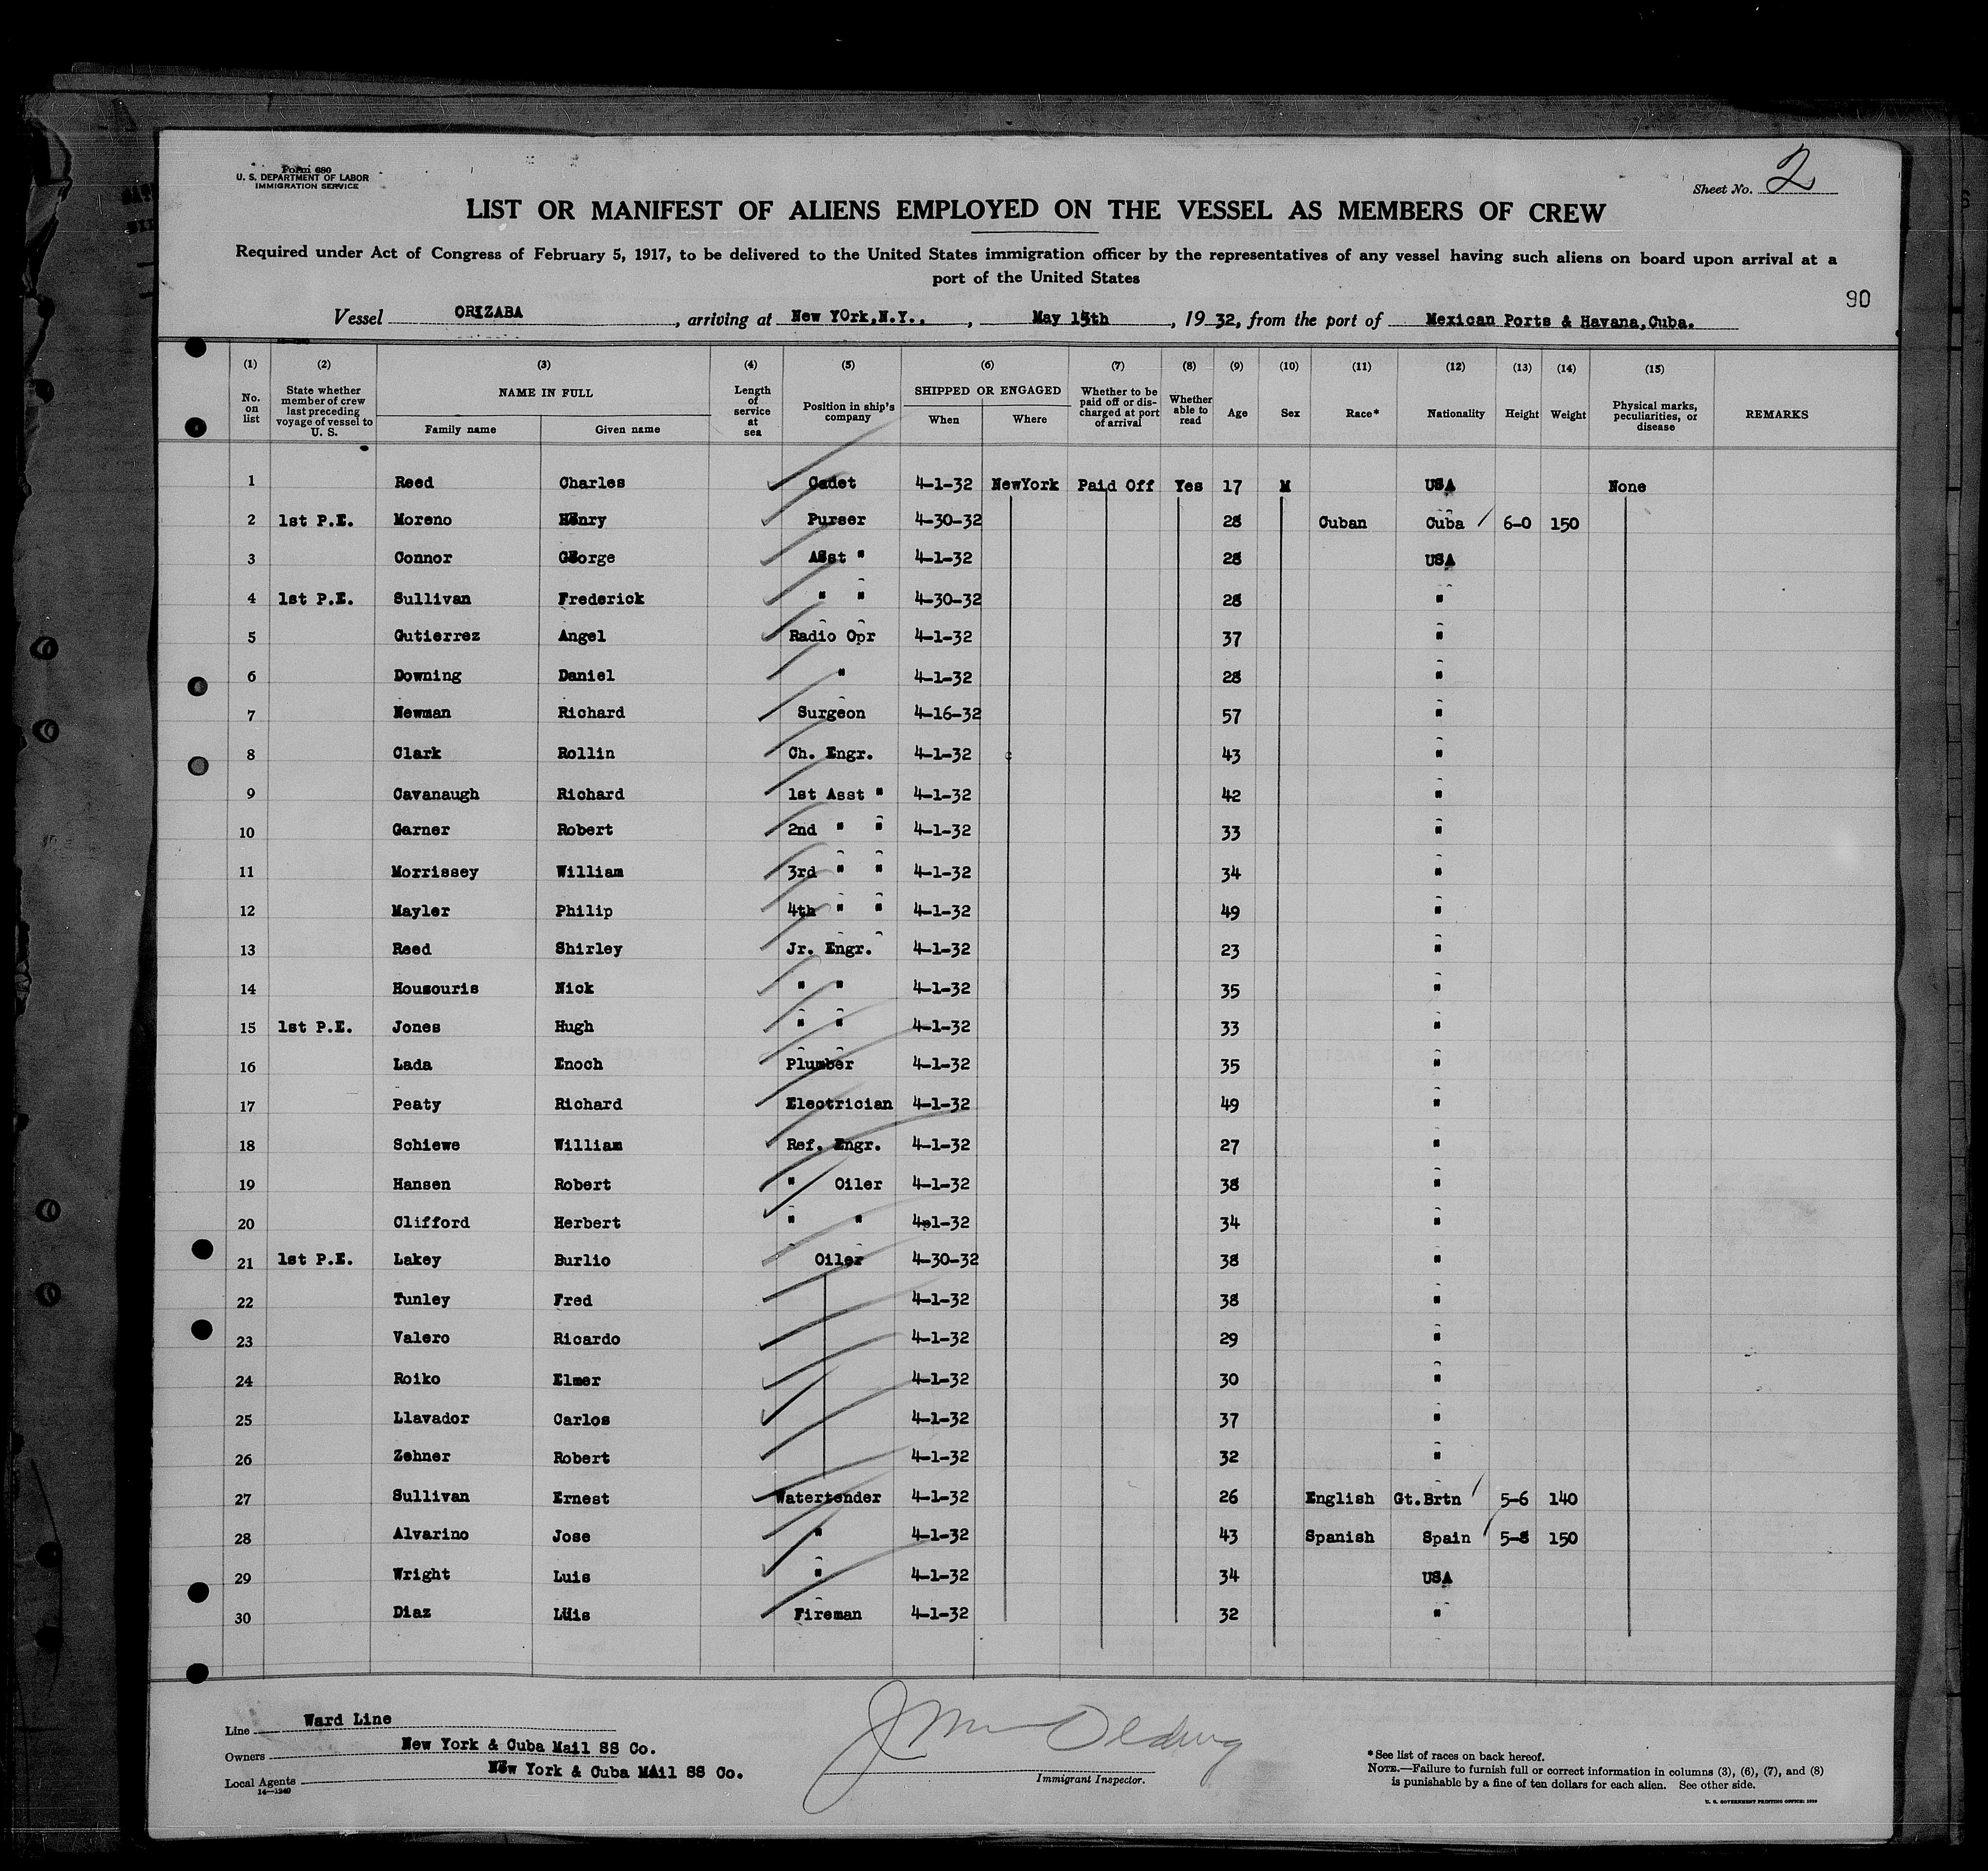 Form 680
U. S. DEPARTMENT OF LABOR
IMMIGRATION SERVICE
Sheet No. 2
LIST OR MANIFEST OF ALIENS EMPLOYED ON THE VESSEL AS MEMBERS OF CREW
Required under Act of Congress of February 5, 1917, to be delivered to the United States immigration officer by the representatives of any vessel having such aliens on board upon arrival at a
port of the United States
90
Vessel ORIZABA, arriving at New YOrk,N.Y., , May 15th, 19 32, from the port of Mexican Ports & Havana,Cuba.
(1) (2) (3) (4) (5) (6) (7) (8) (9) (10) (11) (12) (13) (14) (15)
No. on list
State whether member of crew last preceding voyage of vessel to U. S.
NAME IN FULL
Family name
Given name
Length of service at sea
Position in ship's company
SHIPPED OR ENGAGED
When
Where
Whether to be paid off or discharged at port of arrival
Whether able to read
Age
Sex
Race*
Nationality
Height
Weight
Physical marks, peculiarities, or disease
REMARKS
1 Reed Charles Cadet 4-1-32 NewYork Paid Off Yes 17 M USA None
2 1st P.E. Moreno Henry Purser 4-30-32 28 Cuban Cuba 6-0 150
3 Connor George Asst " 4-1-32 28 USA
4 1st P.E. Sullivan Frederick " " 4-30-32 28 "
5 Gutierrez Angel Radio Opr 4-1-32 37 "
6 Downing Daniel " 4-1-32 28 "
7 Newman Richard Surgeon 4-16-32 57 "
8 Clark Rollin Ch. Engr. 4-1-32 43 "
9 Cavanaugh Richard 1st Asst " 4-1-32 42 "
10 Garner Robert 2nd " " 4-1-32 33 "
11 Morrissey William 3rd " " 4-1-32 34 "
12 Mayler Philip 4th " " 4-1-32 49 "
13 Reed Shirley Jr. Engr. 4-1-32 23 "
14 Housouris Nick " " 4-1-32 35 "
15 1st P.E. Jones Hugh " " 4-1-32 33 "
16 Lada Enoch Plumber 4-1-32 35 "
17 Peaty Richard Electrician 4-1-32 49 "
18 Schiewe William Ref. Engr. 4-1-32 27 "
19 Hansen Robert " Oiler 4-1-32 38 "
20 Clifford Herbert " " 4-1-32 34 "
21 1st P.E. Lakey Burlio Oiler 4-30-32 38 "
22 Tunley Fred 4-1-32 38 "
23 Valero Ricardo 4-1-32 29 "
24 Roiko Elmer 4-1-32 30 "
25 Llavador Carlos 4-1-32 37 "
26 Zehner Robert 4-1-32 32 "
27 Sullivan Ernest Watertender 4-1-32 26 English Gt.Brtn 5-6 140
28 Alvarino Jose " 4-1-32 43 Spanish Spain 5-8 150
29 Wright Luis " 4-1-32 34 USA
30 Diaz Luis Fireman 4-1-32 32 "
Line Ward Line
Owners New York & Cuba Mail SS Co.
Local Agents New York & Cuba MAil SS Co.
14—1240
Immigrant Inspector.
*See list of races on back hereof.
NOTE.—Failure to furnish full or correct information in columns (3), (6), (7), and (8)
is punishable by a fine of ten dollars for each alien. See other side.